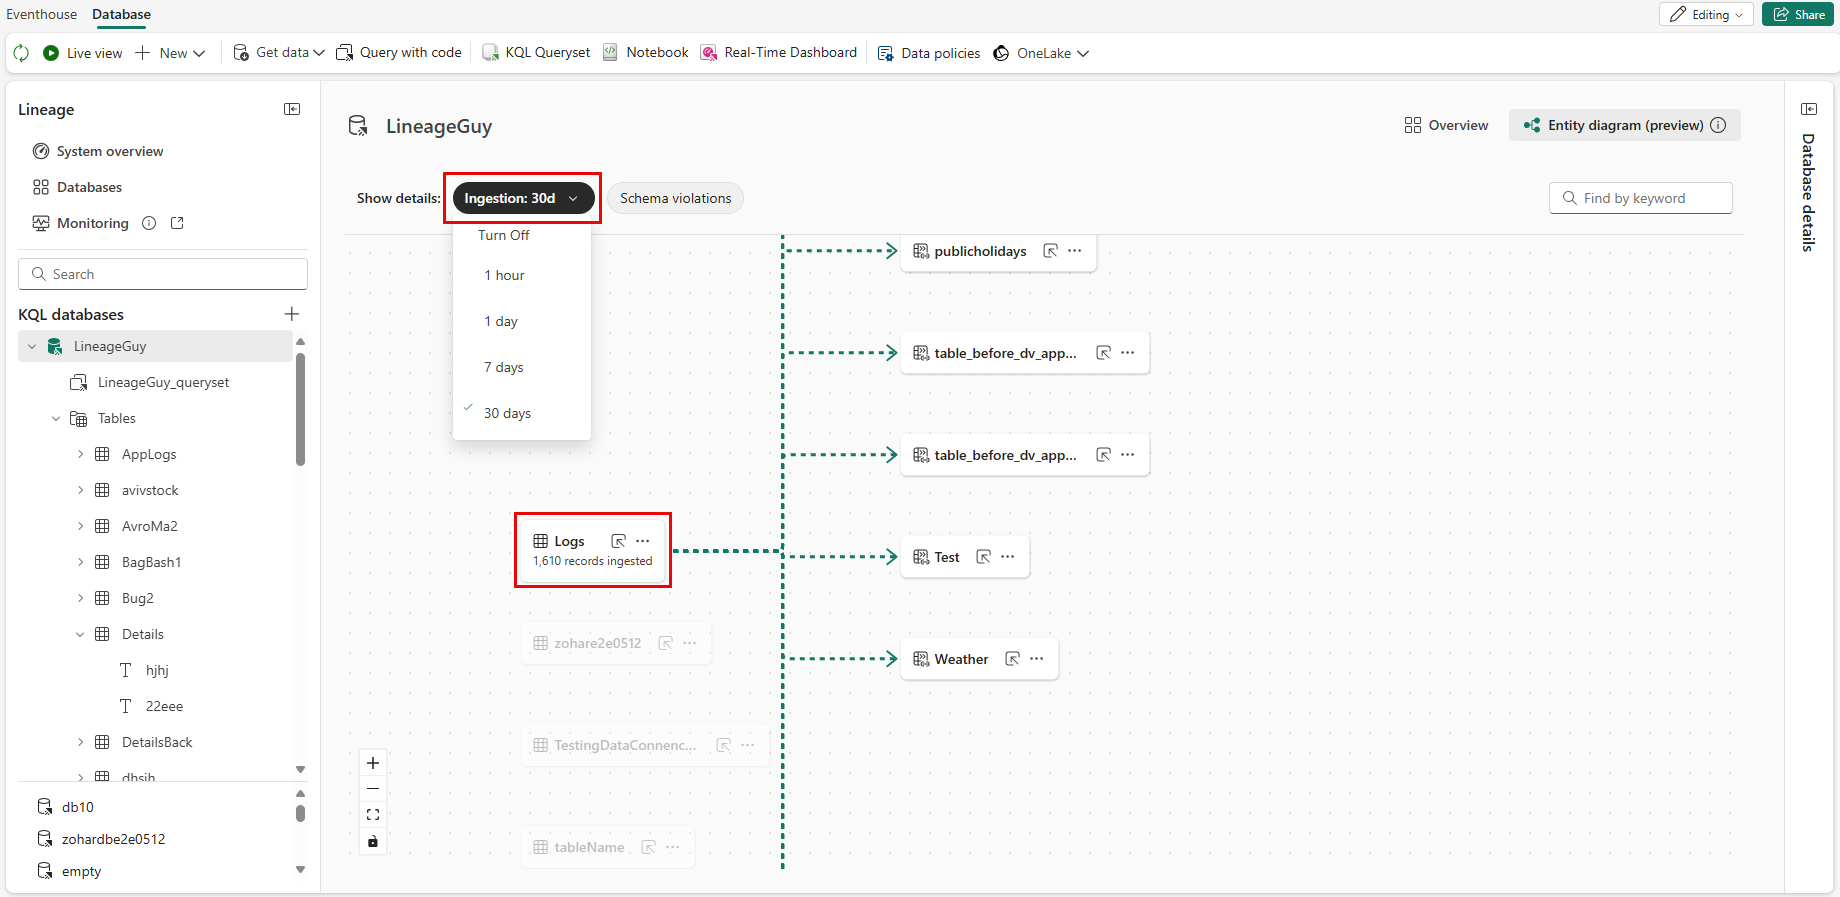 Eventhouse
Database
Editing
Share
Live view
New
Get data
Query with code
KQL Queryset
Notebook
Real-Time Dashboard
Data policies
OneLake
Lineage
System overview
Databases
Monitoring
Search
KQL databases
LineageGuy
LineageGuy_queryset
Tables
AppLogs
avivstock
AvroMa2
BagBash1
Bug2
Details
hjhj
22eee
DetailsBack
dhsih
db10
zohardbe2e0512
empty
LineageGuy
Overview
Entity diagram (preview)
Show details:
Ingestion: 30d
Schema violations
Find by keyword
Turn Off
1 hour
1 day
7 days
30 days
publicholidays
table_before_dv_app...
table_before_dv_app...
Logs
1,610 records ingested
Test
zohare2e0512
Weather
TestingDataConnenc...
tableName
Database details